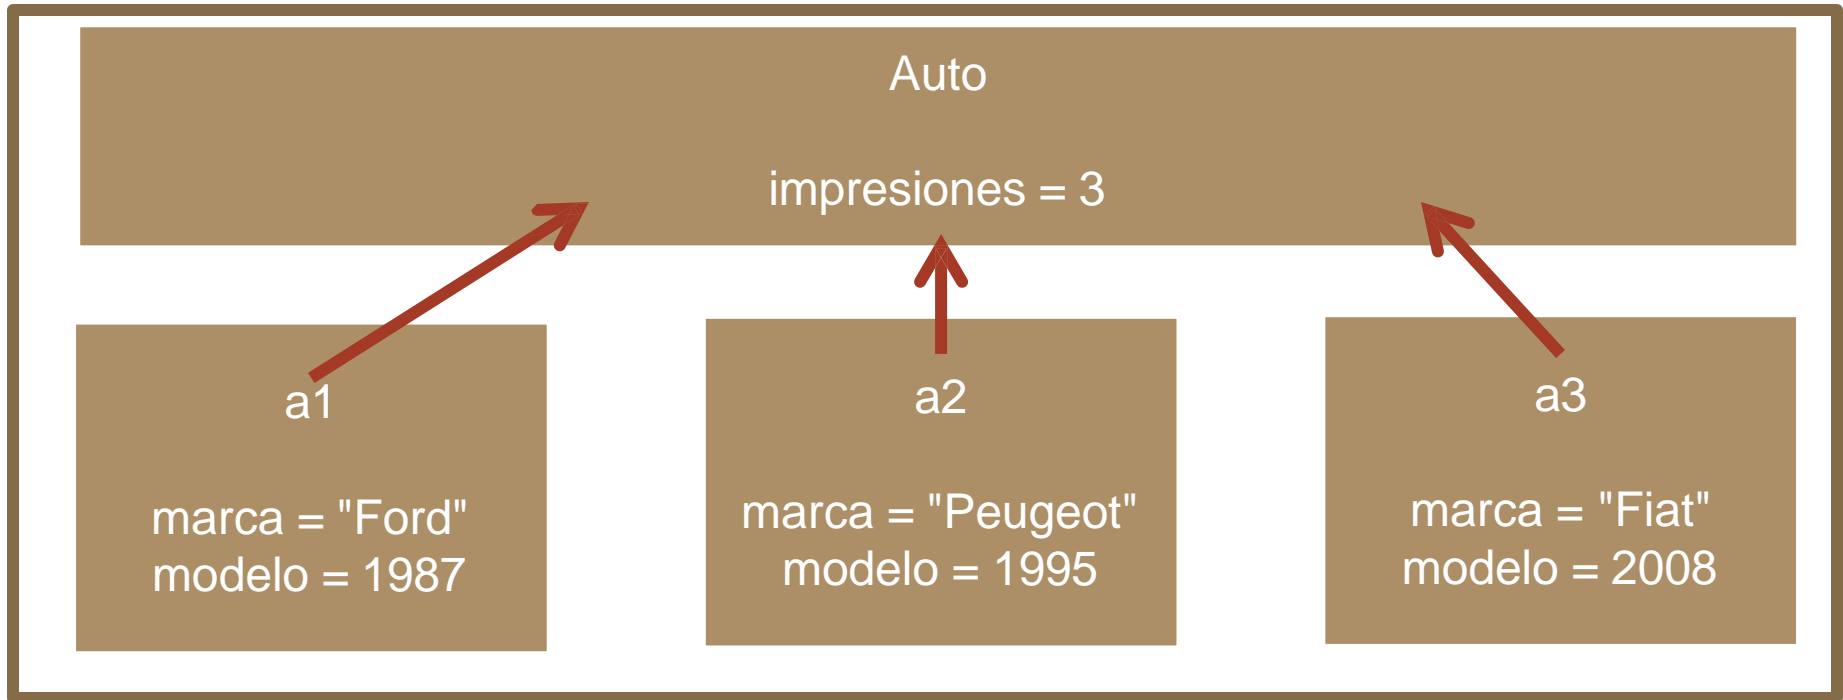 Auto
impresiones = 3
a1
marca = "Ford"
modelo = 1987
a2
marca = "Peugeot"
modelo = 1995
a3
marca = "Fiat"
modelo = 2008